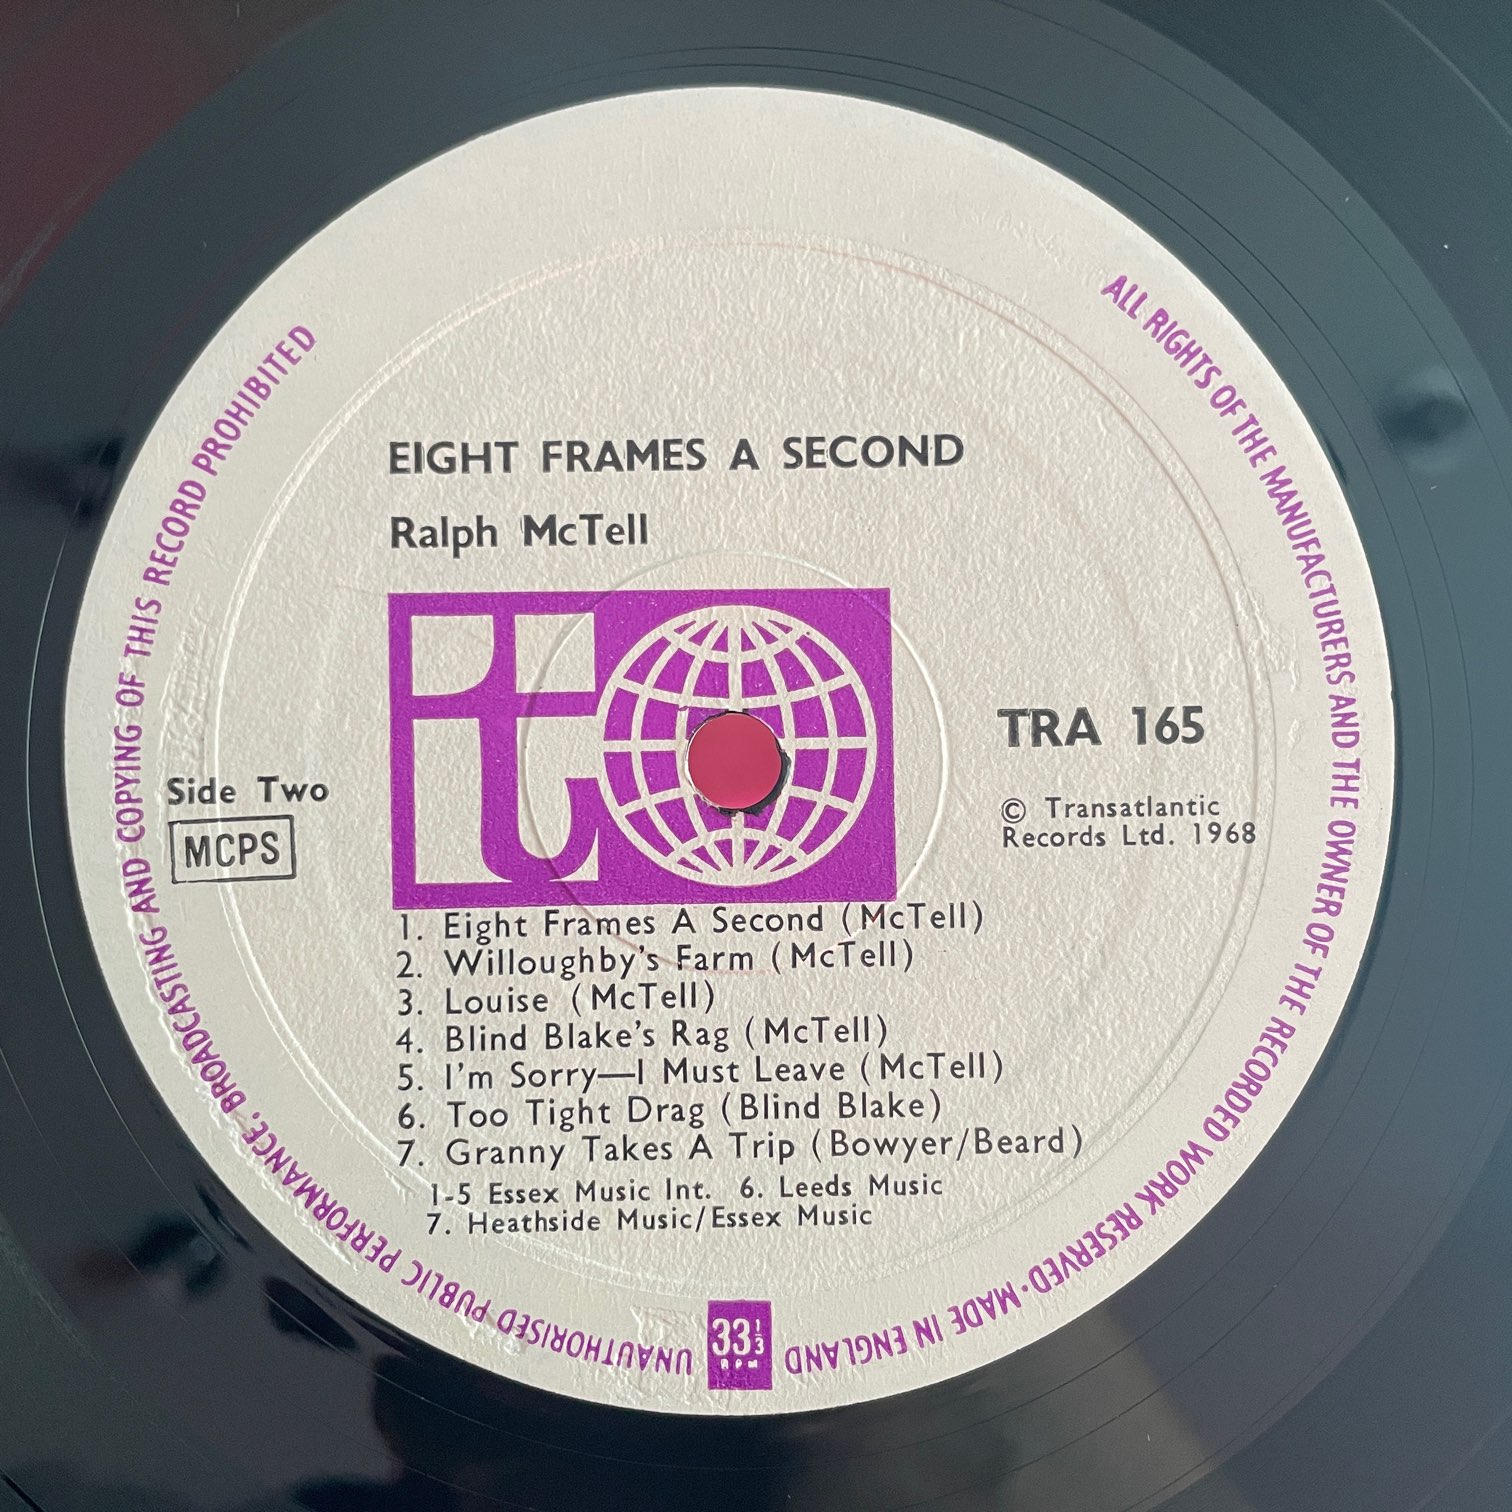 EIGHT FRAMES A SECOND
Ralph McTell
t
TRA 165
Side Two
MCPS
© Transatlantic
Records Ltd. 1968
1. Eight Frames A Second (McTell)
2. Willoughby's Farm (McTell)
3. Louise (McTell)
4. Blind Blake's Rag (McTell)
5. I'm Sorry—I Must Leave (McTell)
6. Too Tight Drag (Blind Blake)
7. Granny Takes A Trip (Bowyer/Beard)
1-5 Essex Music Int. 6. Leeds Music
7. Heathside Music/Essex Music
33⅓
RPM
ALL RIGHTS OF THE MANUFACTURERS AND THE OWNER OF THE RECORDED WORK RESERVED · MADE IN ENGLAND
UNAUTHORISED PUBLIC PERFORMANCE, BROADCASTING AND COPYING OF THIS RECORD PROHIBITED